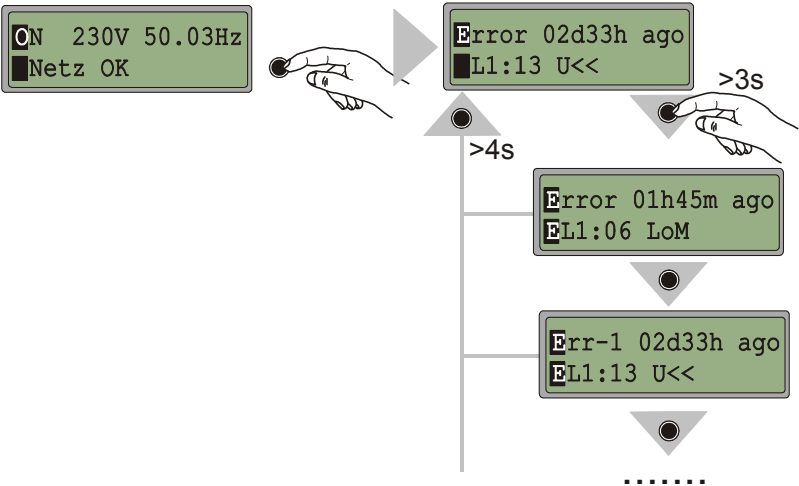 ON 230V 50.03Hz
Netz OK
Error 02d33h ago
L1:13 U<<
>3s
>4s
Error 01h45m ago
EL1:06 LoM
Err-1 02d33h ago
EL1:13 U<<
.......